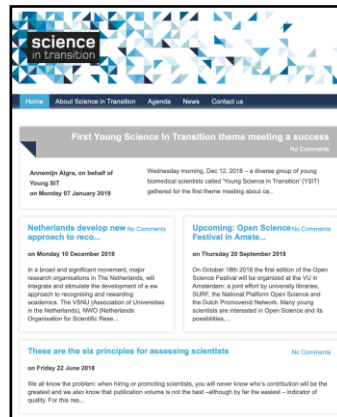 science
in transition
Home About Science in Transition Agenda News Contact us
First Young Science In Transition theme meeting a success
No Comments
Annemijn Algra, on behalf of
Young SIT
on Monday 07 January 2019
Wednesday morning, Dec 12, 2018 – a diverse group of young
biomedical scientists called 'Young Science in Transition' (YSiT)
gathered for the first theme meeting about ca...
Netherlands develop new
approach to reco...
No Comments
on Monday 10 December 2018
In a broad and significant movement, major
research organisations in The Netherlands, will
integrate and stimulate the development of a ew
approach to recognising and rewarding
academics. The VSNU (Association of Universities
in the Netherlands), NWO (Netherlands
Organisation for Scientific Rese...
Upcoming: Open Science
Festival in Amste...
No Comments
on Thursday 20 September 2018
On October 18th 2018 the first edition of the Open
Science Festival will be organized at the VU in
Amsterdam: a joint effort by university libraries,
SURF, the National Platform Open Science and
the Dutch Promovendi Network. Many young
scientists are interested in Open Science and its
possibilities,...
These are the six principles for assessing scientists
No Comments
on Friday 22 June 2018
We all know the problem: when hiring or promoting scientists, you will never know who's contribution will be the
greatest and we also know that publication volume is not the best –although by far the easiest – indicator of
quality. For this res...